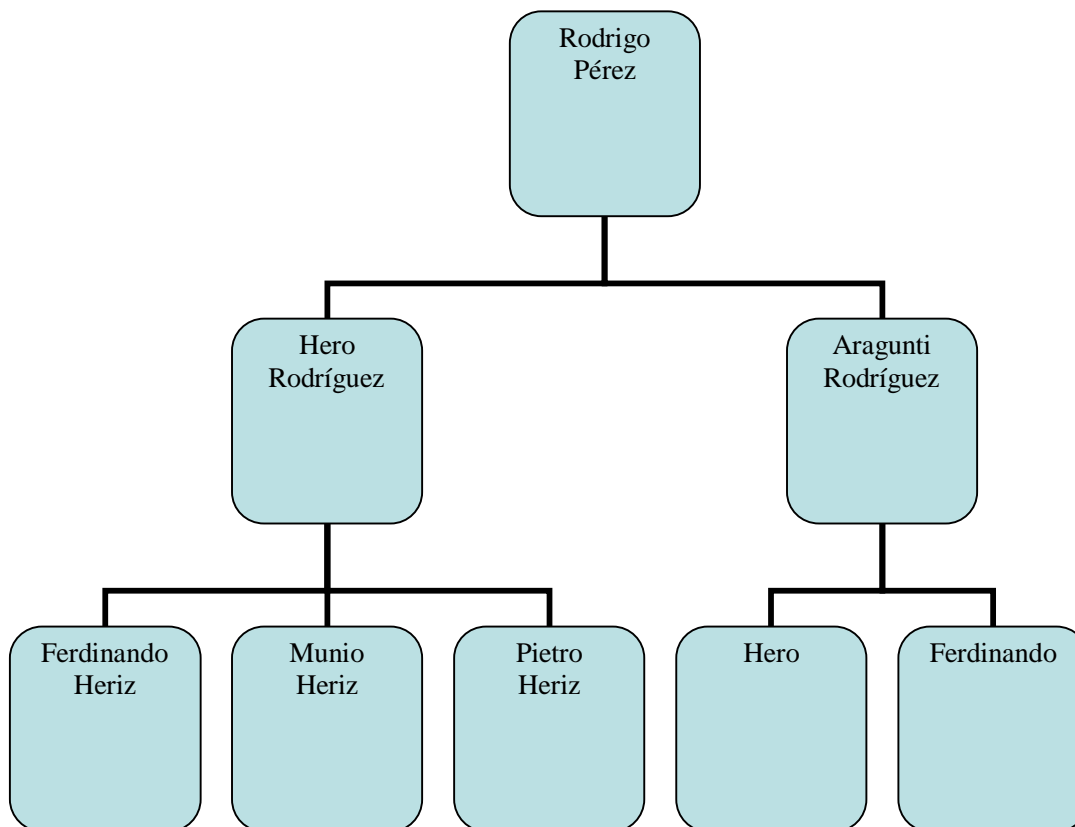 Rodrigo
Pérez
Hero
Rodríguez
Aragunti
Rodríguez
Ferdinando
Heriz
Munio
Heriz
Pietro
Heriz
Hero
Ferdinando